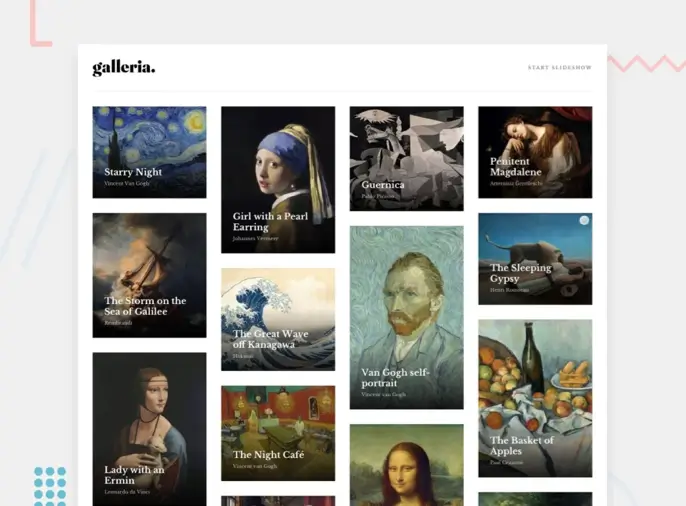 galleria.
START SLIDESHOW
Starry Night
Vincent Van Gogh
Girl with a Pearl
Earring
Johannes Vermeer
Guernica
Pablo Picasso
Penitent
Magdalene
Artemisia Gentileschi
The Storm on the
Sea of Galilee
Rembrandt
The Great Wave
off Kanagawa
Hokusai
Van Gogh self-
portrait
Vincent van Gogh
The Sleeping
Gypsy
Henri Rousseau
Lady with an
Ermin
Leonardo da Vinci
The Night Café
Vincent van Gogh
The Basket of
Apples
Paul Cézanne